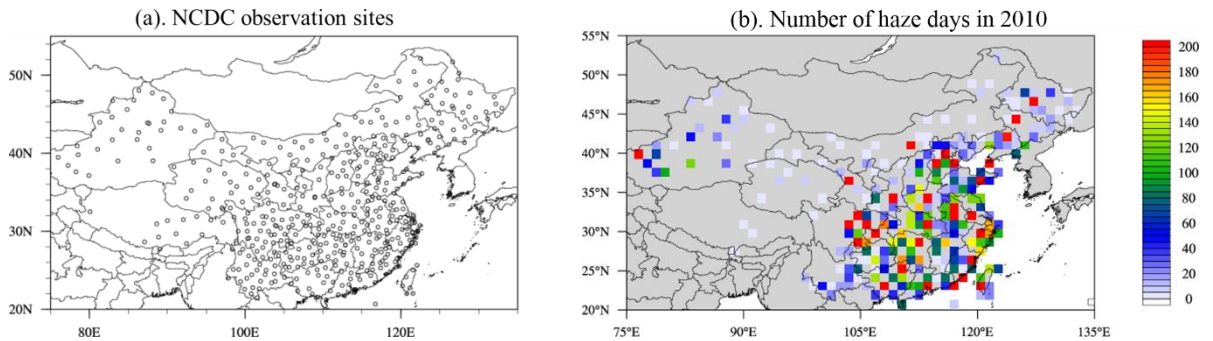 (a). NCDC observation sites
(b). Number of haze days in 2010
50N
40N
30N
20N
80E
100E
120E
55°N
50°N
45°N
40°N
35°N
30°N
25°N
20°N
75°E
90°E
105°E
120°E
135°E
200
180
160
140
120
100
80
60
40
20
0